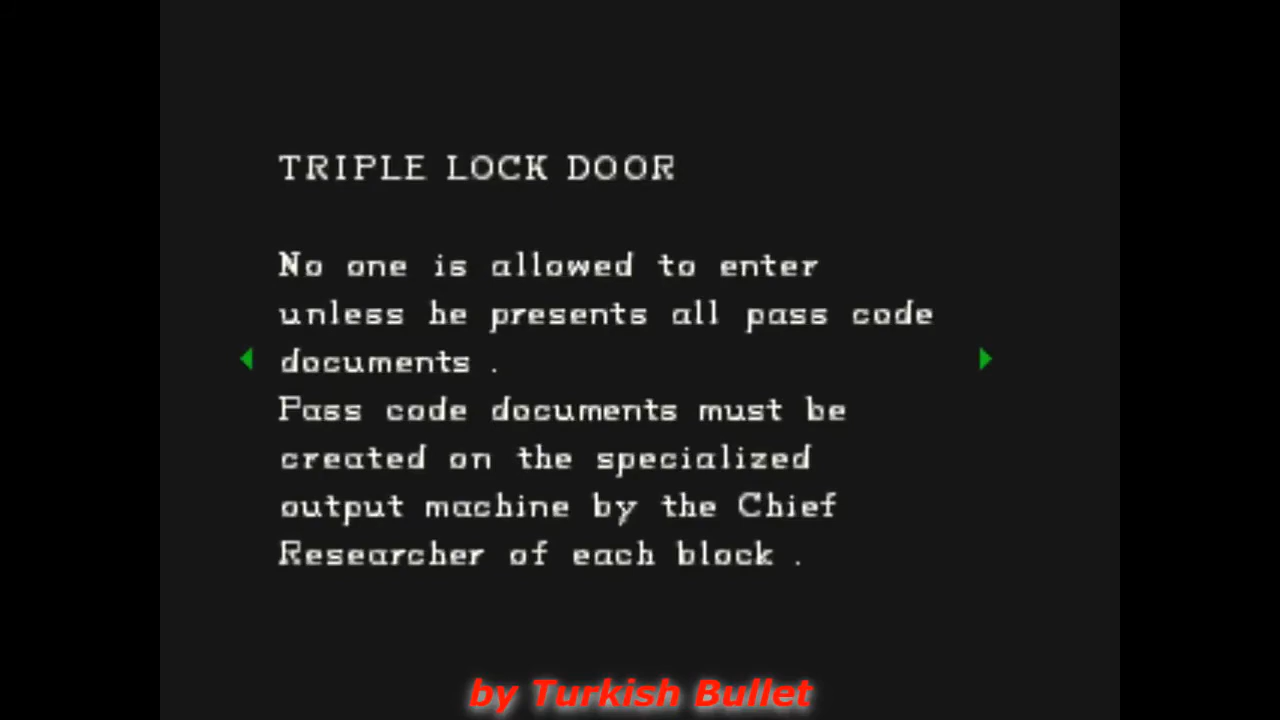 TRIPLE LOCK DOOR
No one is allowed to enter
unless he presents all pass code
documents .
Pass code documents must be
created on the specialized
output machine by the Chief
Researcher of each block .
by Turkish Bullet